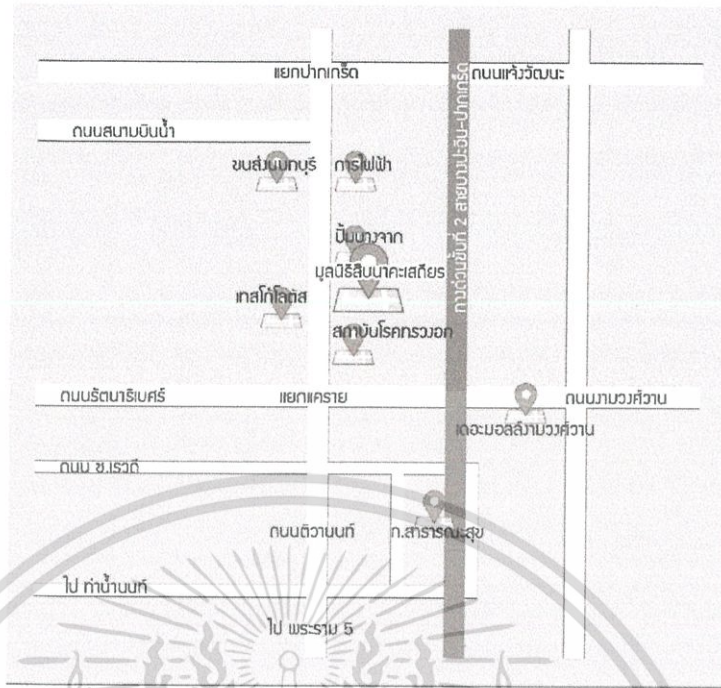 แยกปากเกร็ด
ถนนแจ้งวัฒนะ
ถนนสนามบินน้ำ
ขนส่งนนทบุรี
การไฟฟ้า
ทางด่วนขั้นที่ 2 สายบางปะอิน-ปากเกร็ด
ปั๊มบางจาก
มูลนิธิสืบนาคะเสถียร
เทสโก้โลตัส
สถาบันโรคทรวงอก
ถนนรัตนาธิเบศร์
แยกแคราย
ถนนงามวงศ์วาน
เดอะมอลล์งามวงศ์วาน
ถนน ซ.เรวดี
ถนนติวานนท์
ก.สาธารณะสุข
ไป ท่าน้ำนนท์
ไป พระราม 5